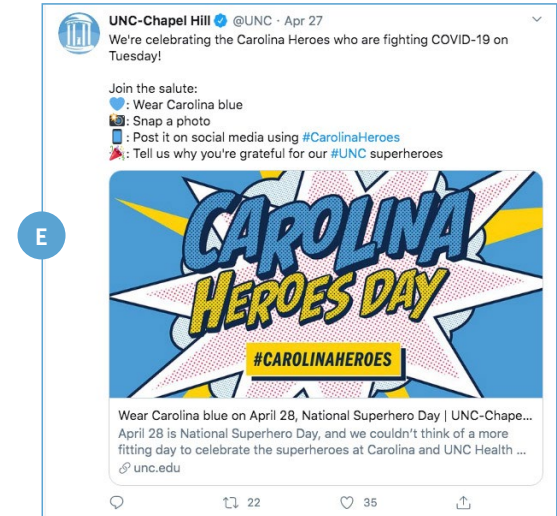 UNC-Chapel Hill @UNC · Apr 27
We're celebrating the Carolina Heroes who are fighting COVID-19 on
Tuesday!
Join the salute:
💙: Wear Carolina blue
📸: Snap a photo
📱: Post it on social media using #CarolinaHeroes
🎉: Tell us why you're grateful for our #UNC superheroes
E
CAROLINA
HEROES DAY
#CAROLINAHEROES
Wear Carolina blue on April 28, National Superhero Day | UNC-Chape...
April 28 is National Superhero Day, and we couldn't think of a more
fitting day to celebrate the superheroes at Carolina and UNC Health ...
unc.edu
22 35